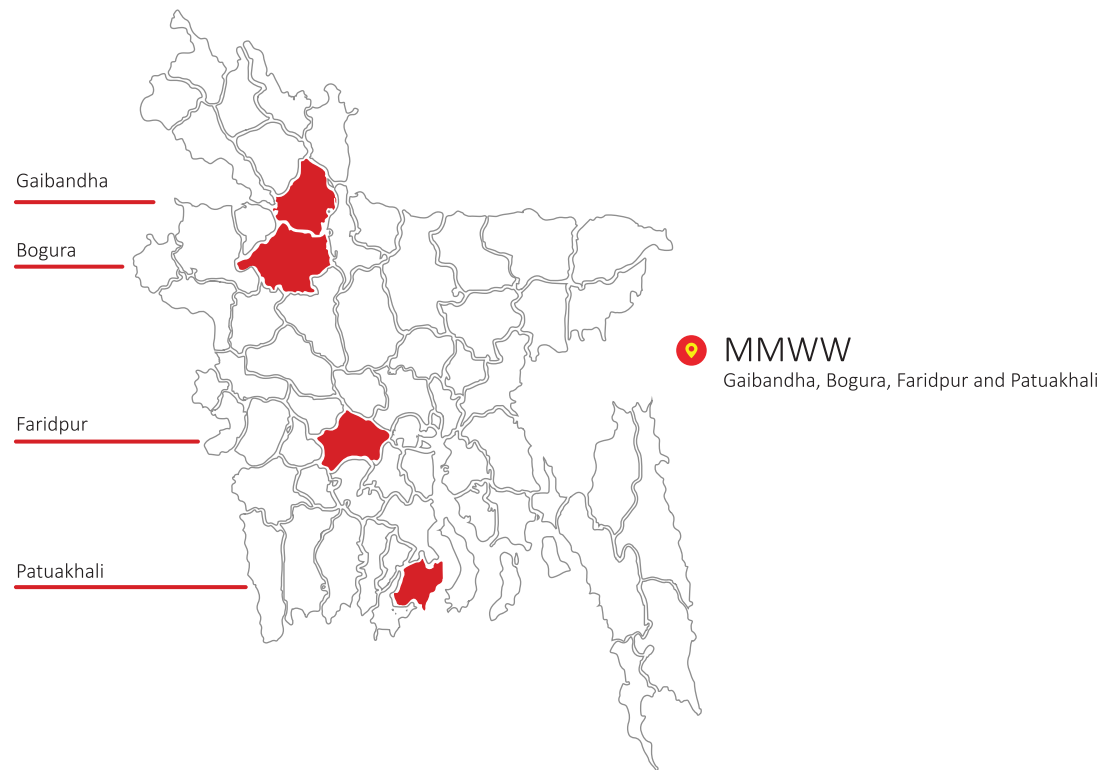 Gaibandha
Bogura
MMWW
Gaibandha, Bogura, Faridpur and Patuakhali
Faridpur
Patuakhali